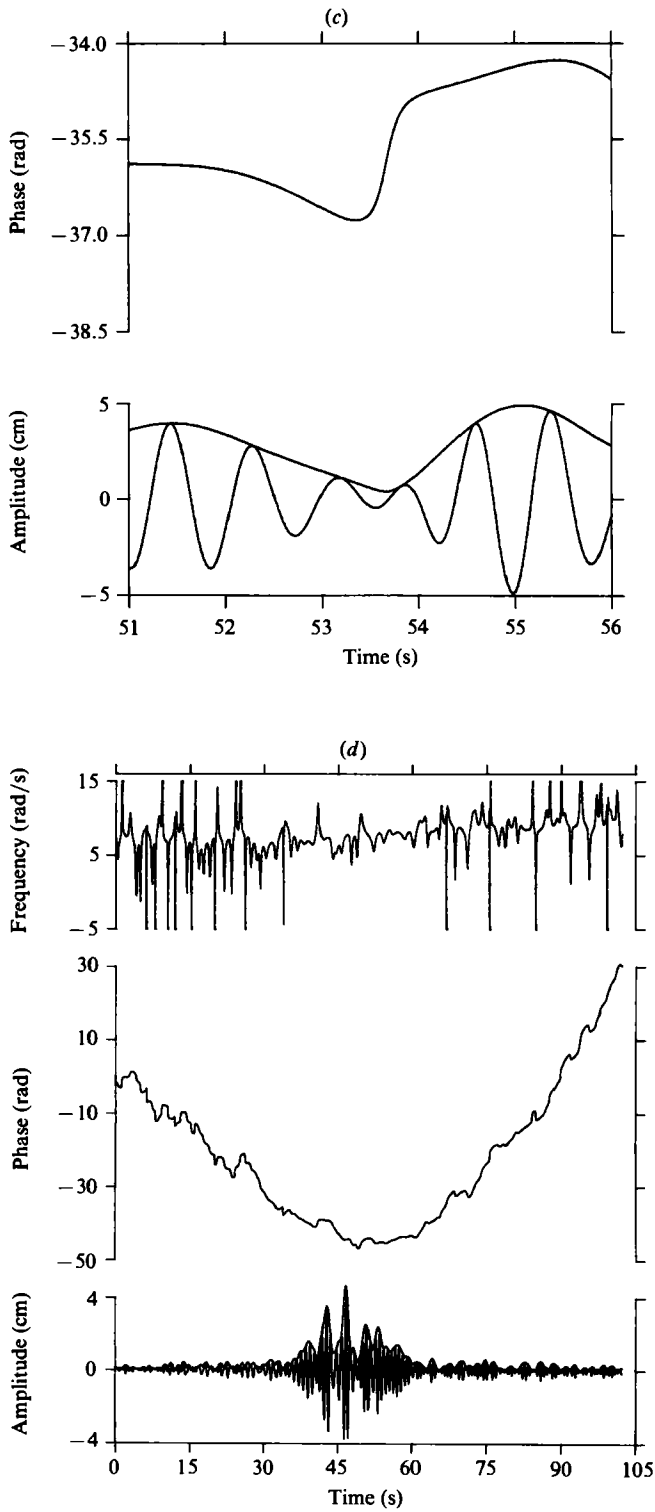 (c)
−34.0
−35.5
−37.0
−38.5
Phase (rad)
5
0
−5
Amplitude (cm)
51 52 53 54 55 56
Time (s)
(d)
15
5
−5
Frequency (rad/s)
30
10
−10
−30
−50
Phase (rad)
4
0
−4
Amplitude (cm)
0 15 30 45 60 75 90 105
Time (s)